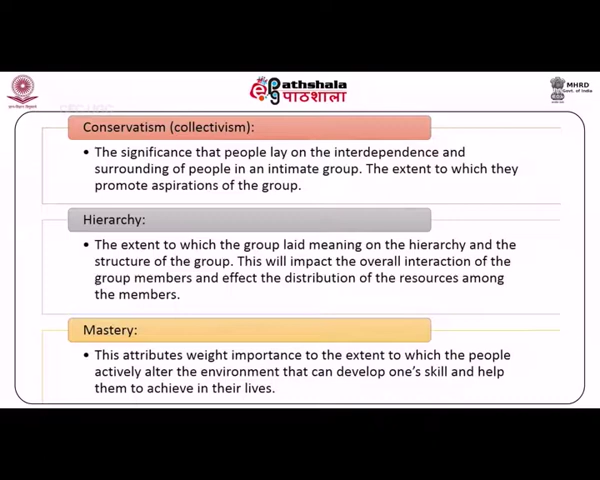 ePathshala
पाठशाला
MHRD
Govt. of India
Conservatism (collectivism):
• The significance that people lay on the interdependence and
surrounding of people in an intimate group. The extent to which they
promote aspirations of the group.
Hierarchy:
• The extent to which the group laid meaning on the hierarchy and the
structure of the group. This will impact the overall interaction of the
group members and effect the distribution of the resources among
the members.
Mastery:
• This attributes weight importance to the extent to which the people
actively alter the environment that can develop one's skill and help
them to achieve in their lives.